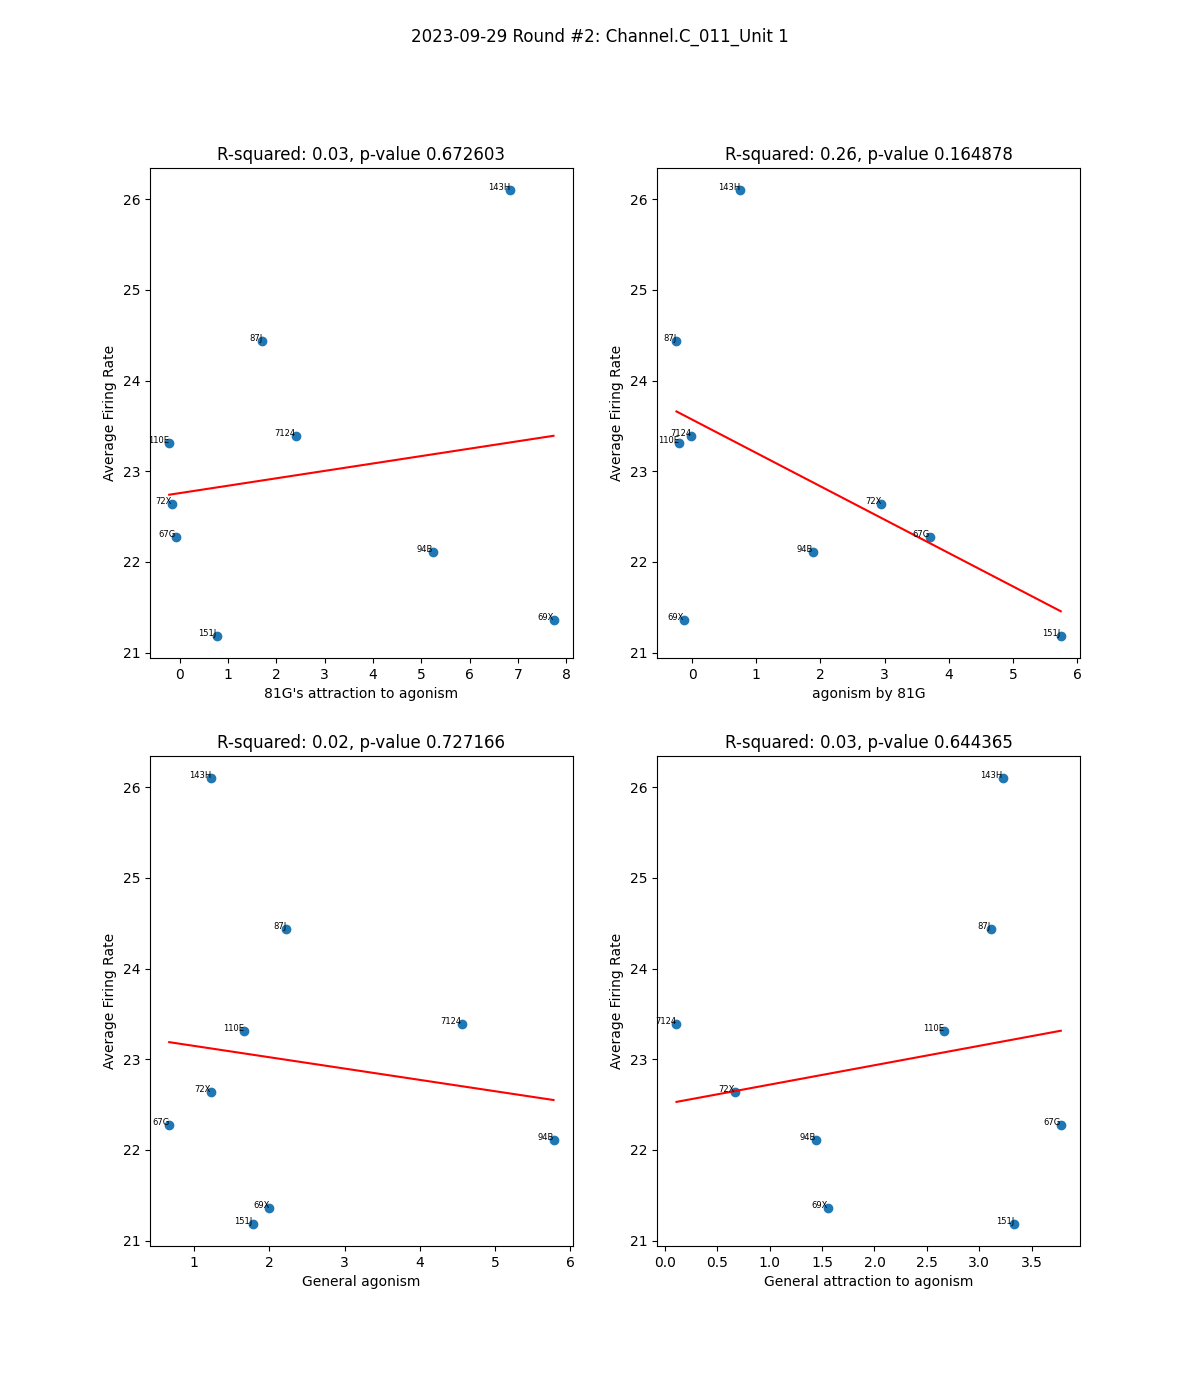 2023-09-29 Round #2: Channel.C_011_Unit 1
R-squared: 0.03, p-value 0.672603
26
25
24
23
22
21
Average Firing Rate
143H
87J
7124
110E
72X
67G
94B
69X
151J
0 1 2 3 4 5 6 7 8
81G's attraction to agonism
R-squared: 0.26, p-value 0.164878
26
25
24
23
22
21
Average Firing Rate
143H
87J
7124
110E
72X
67G
94B
69X
151J
0 1 2 3 4 5 6
agonism by 81G
R-squared: 0.02, p-value 0.727166
26
25
24
23
22
21
Average Firing Rate
143H
87J
7124
110E
72X
67G
94B
69X
151J
1 2 3 4 5 6
General agonism
R-squared: 0.03, p-value 0.644365
26
25
24
23
22
21
Average Firing Rate
143H
87J
7124
110E
72X
67G
94B
69X
151J
0.0 0.5 1.0 1.5 2.0 2.5 3.0 3.5
General attraction to agonism